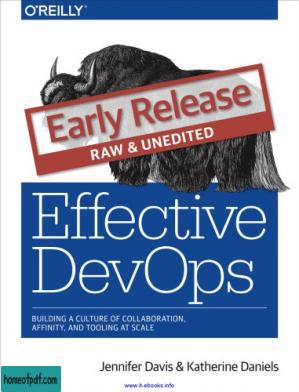 O'REILLY®
Early Release
RAW & UNEDITED
Effective
DevOps
BUILDING A CULTURE OF COLLABORATION,
AFFINITY, AND TOOLING AT SCALE
Jennifer Davis & Katherine Daniels
homeofpdf.com
www.it-ebooks.info